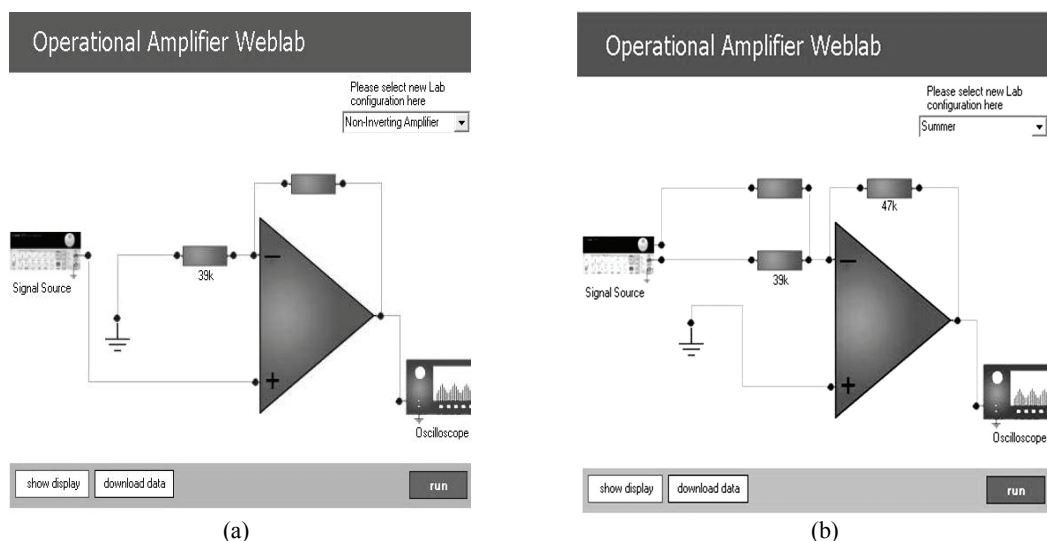 Operational Amplifier Weblab
Please select new Lab
configuration here
Non-Inverting Amplifier
39k
Signal Source
Oscilloscope
show display
download data
run
(a)
Operational Amplifier Weblab
Please select new Lab
configuration here
Summer
47k
39k
Signal Source
Oscilloscope
show display
download data
run
(b)